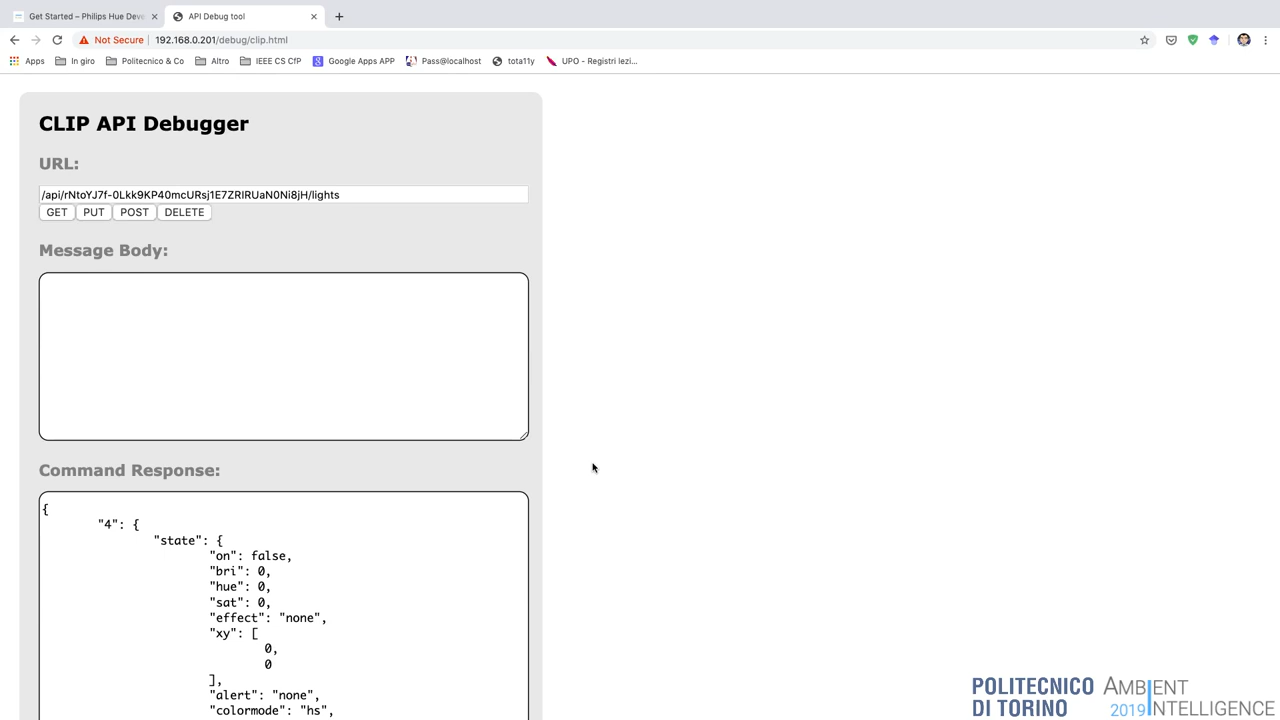 Get Started – Philips Hue Deve
API Debug tool
Not Secure
192.168.0.201/debug/clip.html
Apps
In giro
Politecnico & Co
Altro
IEEE CS CfP
Google Apps APP
Pass@localhost
tota11y
UPO - Registri lezi...
CLIP API Debugger
URL:
/api/rNtoYJ7f-0Lkk9KP40mcURsj1E7ZRIRUaN0Ni8jH/lights
GET
PUT
POST
DELETE
Message Body:
Command Response:
{
"4": {
"state": {
"on": false,
"bri": 0,
"hue": 0,
"sat": 0,
"effect": "none",
"xy": [
0,
0
],
"alert": "none",
"colormode": "hs",
POLITECNICO
DI TORINO
AMBIENT
2019 INTELLIGENCE